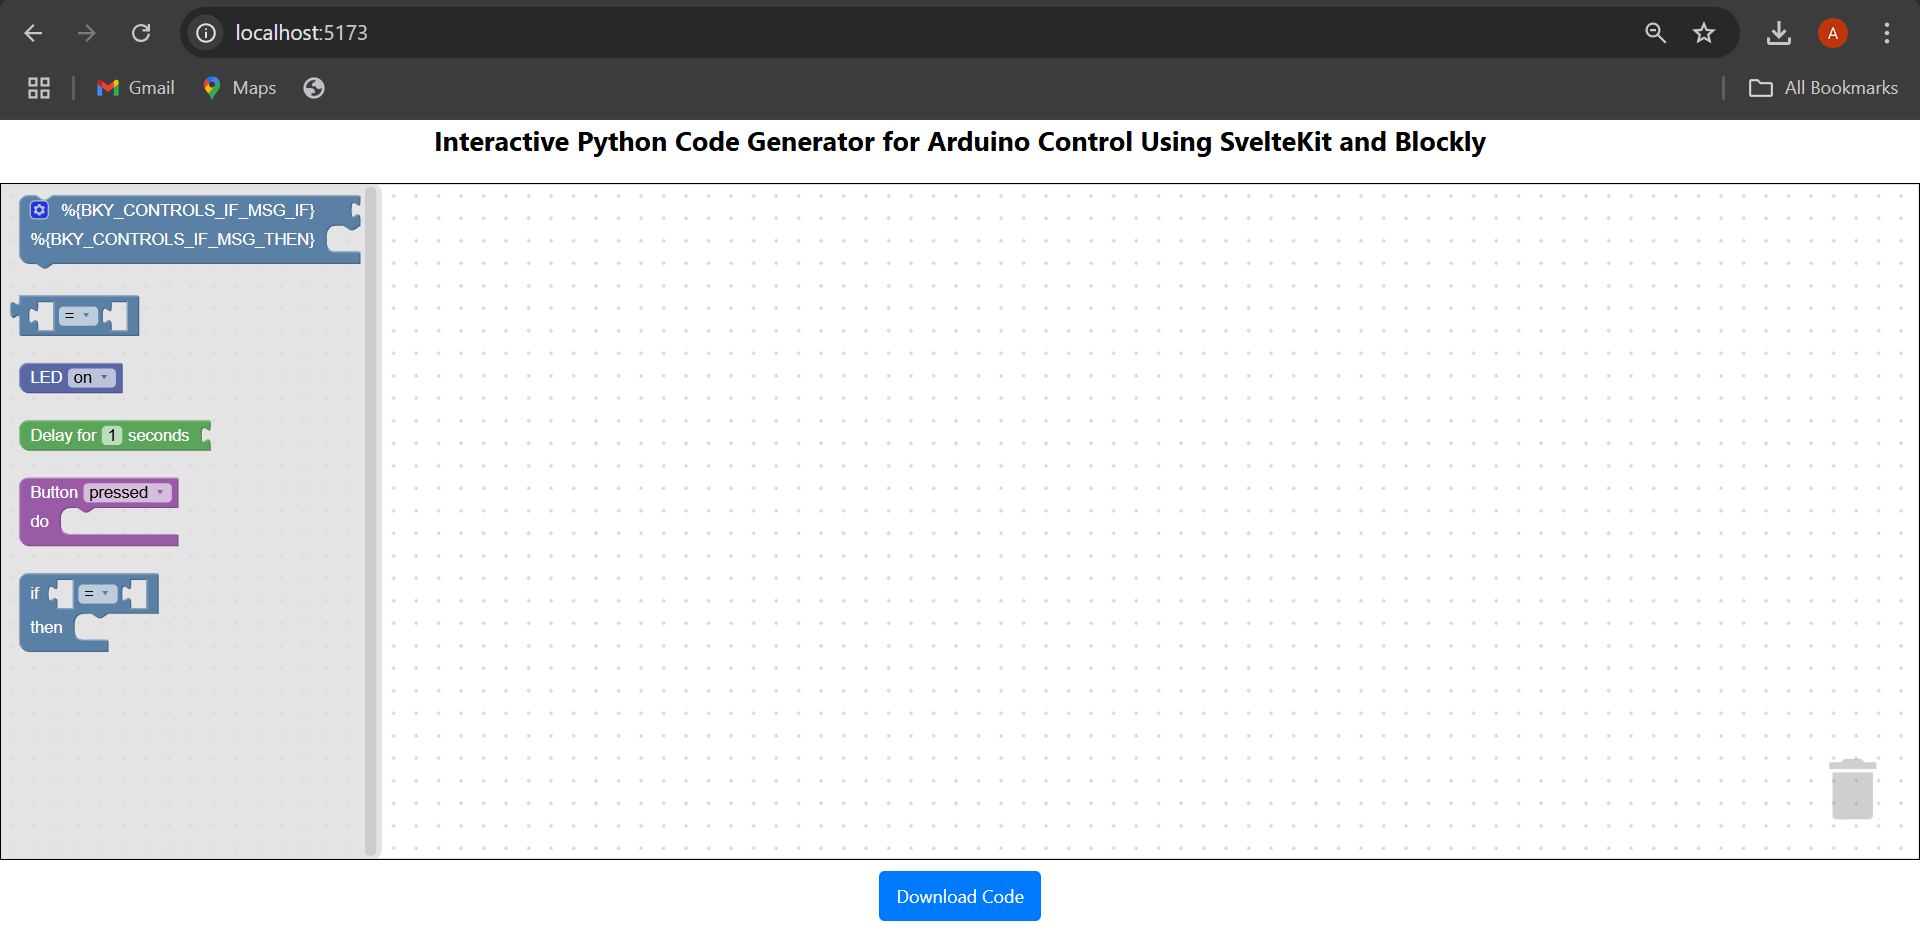 localhost:5173
A
Gmail Maps All Bookmarks
Interactive Python Code Generator for Arduino Control Using SvelteKit and Blockly
%{BKY_CONTROLS_IF_MSG_IF}
%{BKY_CONTROLS_IF_MSG_THEN}
=
LED on
Delay for 1 seconds
Button pressed
do
if =
then
Download Code